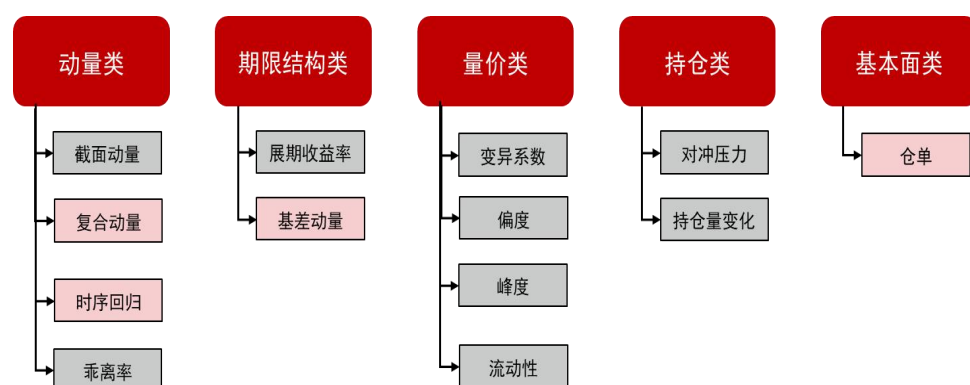 动量类
期限结构类
量价类
持仓类
基本面类
截面动量
复合动量
时序回归
乖离率
展期收益率
基差动量
变异系数
偏度
峰度
流动性
对冲压力
持仓量变化
仓单